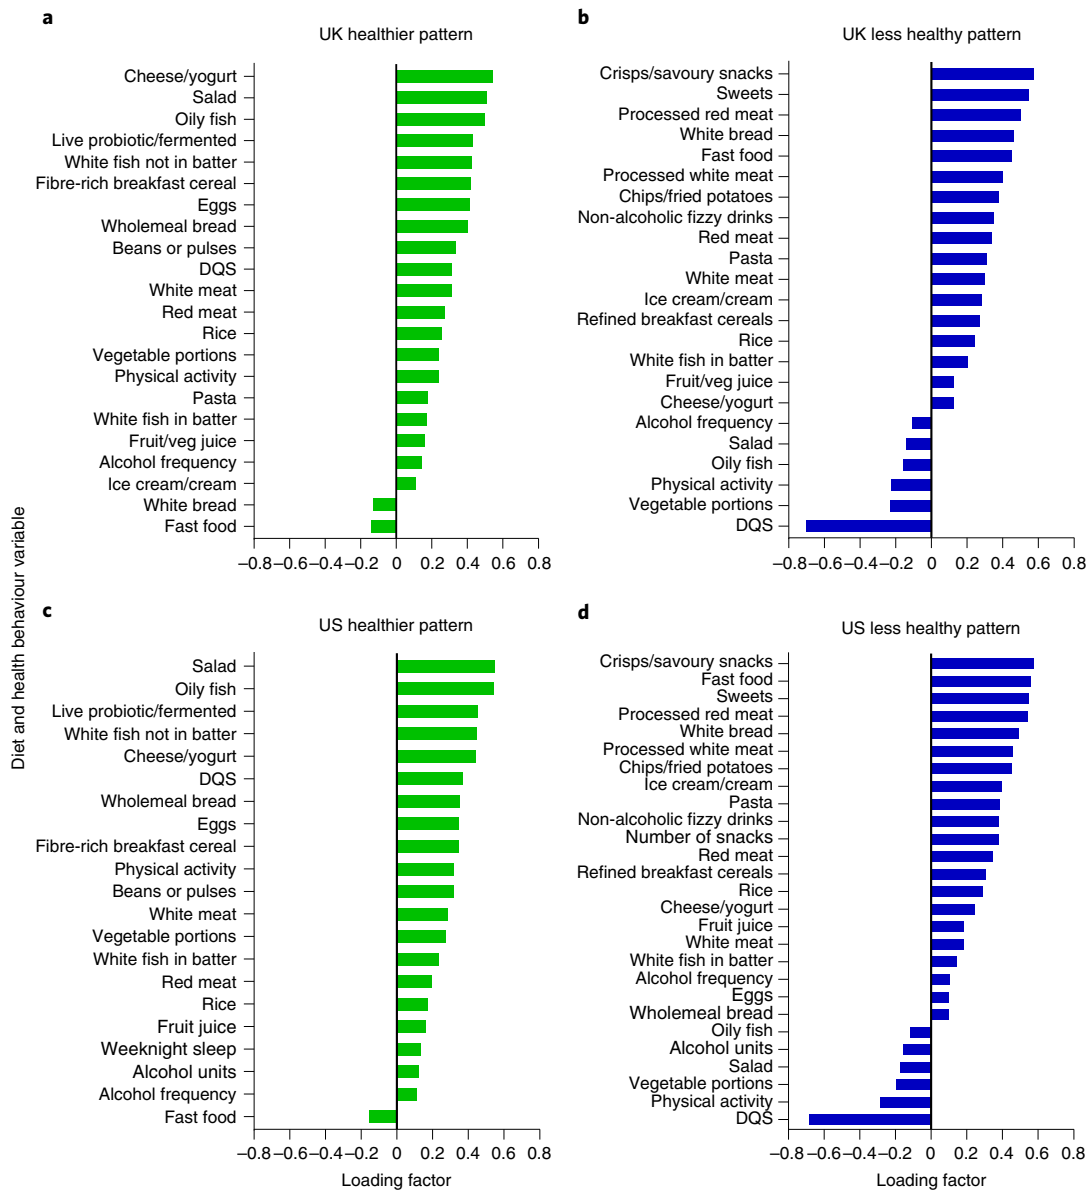 a
UK healthier pattern
Cheese/yogurt
Salad
Oily fish
Live probiotic/fermented
White fish not in batter
Fibre-rich breakfast cereal
Eggs
Wholemeal bread
Beans or pulses
DQS
White meat
Red meat
Rice
Vegetable portions
Physical activity
Pasta
White fish in batter
Fruit/veg juice
Alcohol frequency
Ice cream/cream
White bread
Fast food
−0.8 −0.6 −0.4 −0.2 0 0.2 0.4 0.6 0.8
b
UK less healthy pattern
Crisps/savoury snacks
Sweets
Processed red meat
White bread
Fast food
Processed white meat
Chips/fried potatoes
Non-alcoholic fizzy drinks
Red meat
Pasta
White meat
Ice cream/cream
Refined breakfast cereals
Rice
White fish in batter
Fruit/veg juice
Cheese/yogurt
Alcohol frequency
Salad
Oily fish
Physical activity
Vegetable portions
DQS
−0.8 −0.6 −0.4 −0.2 0 0.2 0.4 0.6 0.8
Diet and health behaviour variable
c
US healthier pattern
Salad
Oily fish
Live probiotic/fermented
White fish not in batter
Cheese/yogurt
DQS
Wholemeal bread
Eggs
Fibre-rich breakfast cereal
Physical activity
Beans or pulses
White meat
Vegetable portions
White fish in batter
Red meat
Rice
Fruit juice
Weeknight sleep
Alcohol units
Alcohol frequency
Fast food
−0.8 −0.6 −0.4 −0.2 0 0.2 0.4 0.6 0.8
Loading factor
d
US less healthy pattern
Crisps/savoury snacks
Fast food
Sweets
Processed red meat
White bread
Processed white meat
Chips/fried potatoes
Ice cream/cream
Pasta
Non-alcoholic fizzy drinks
Number of snacks
Red meat
Refined breakfast cereals
Rice
Cheese/yogurt
Fruit juice
White meat
White fish in batter
Alcohol frequency
Eggs
Wholemeal bread
Oily fish
Alcohol units
Salad
Vegetable portions
Physical activity
DQS
−0.8 −0.6 −0.4 −0.2 0 0.2 0.4 0.6 0.8
Loading factor